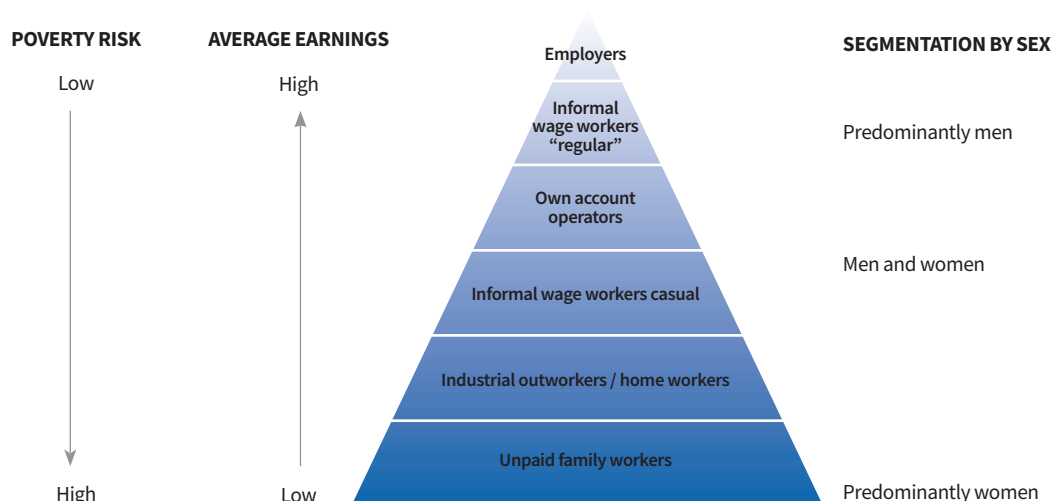 POVERTY RISK
AVERAGE EARNINGS
SEGMENTATION BY SEX
Low
High
High
Low
Employers
Informal
wage workers
“regular”
Own account
operators
Informal wage workers casual
Industrial outworkers / home workers
Unpaid family workers
Predominantly men
Men and women
Predominantly women